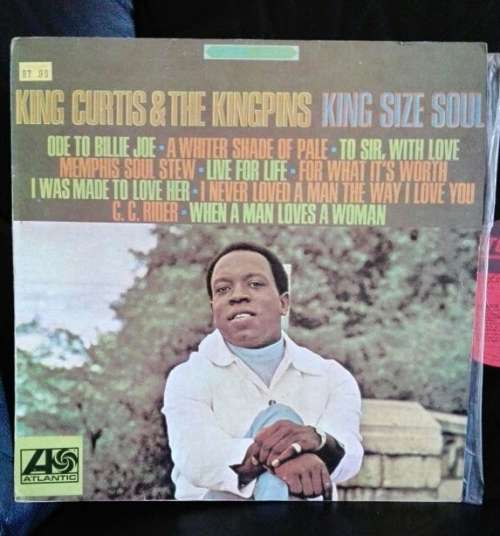 KING CURTIS & THE KINGPINS KING SIZE SOUL
ODE TO BILLIE JOE • A WHITER SHADE OF PALE • TO SIR, WITH LOVE
MEMPHIS SOUL STEW • LIVE FOR LIFE • FOR WHAT IT'S WORTH
I WAS MADE TO LOVE HER • I NEVER LOVED A MAN THE WAY I LOVE YOU
C. C. RIDER • WHEN A MAN LOVES A WOMAN
ATLANTIC